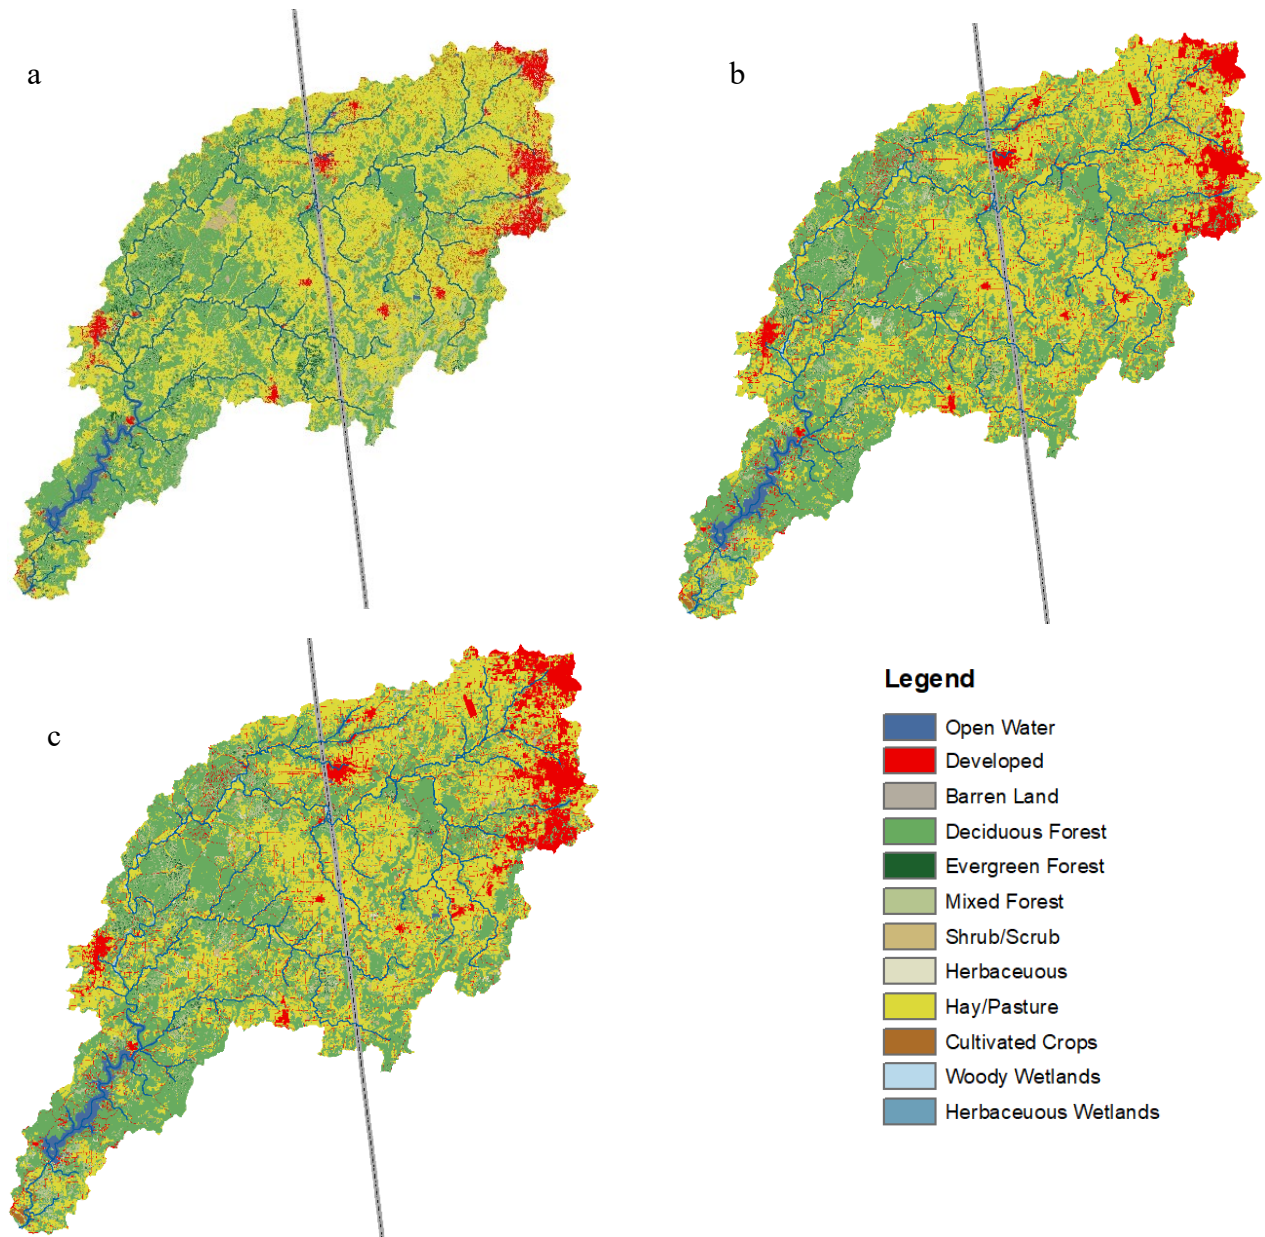 a
b
c
Legend
Open Water
Developed
Barren Land
Deciduous Forest
Evergreen Forest
Mixed Forest
Shrub/Scrub
Herbaceuous
Hay/Pasture
Cultivated Crops
Woody Wetlands
Herbaceuous Wetlands